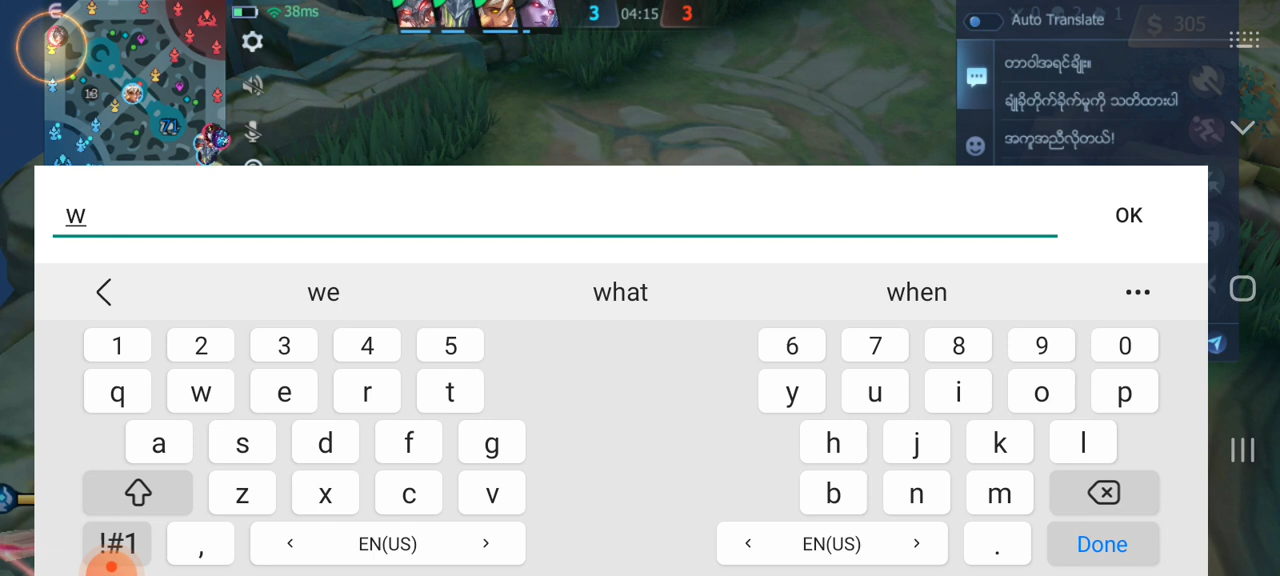 38ms
3 04:15 3
Auto Translate
$ 305
တာဝါအရင်ချိုး။
ချုံခိုတိုက်ခိုက်မှုကို သတိထားပါ
အကူအညီလိုတယ်!
13
74
w
OK
we what when
1 2 3 4 5 6 7 8 9 0
q w e r t y u i o p
a s d f g h j k l
z x c v b n m
!#1 , EN(US) EN(US) . Done